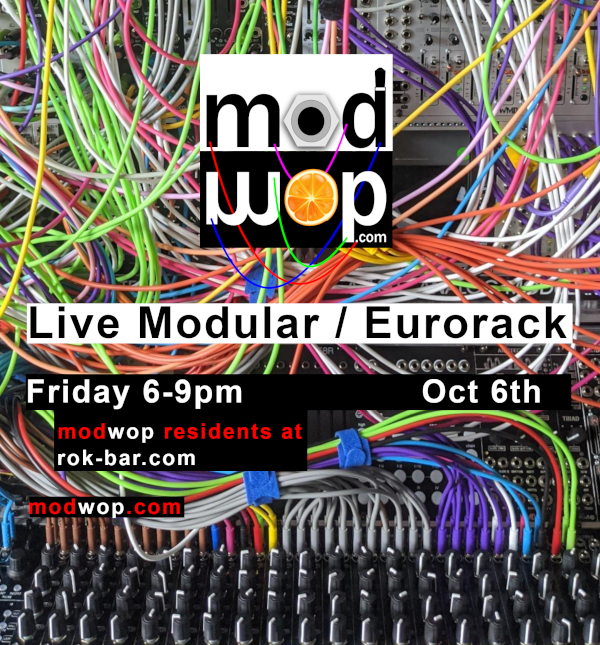 mod
wop
.com
Live Modular / Eurorack
Friday 6-9pm Oct 6th
modwop residents at
rok-bar.com
modwop.com
TRIAD